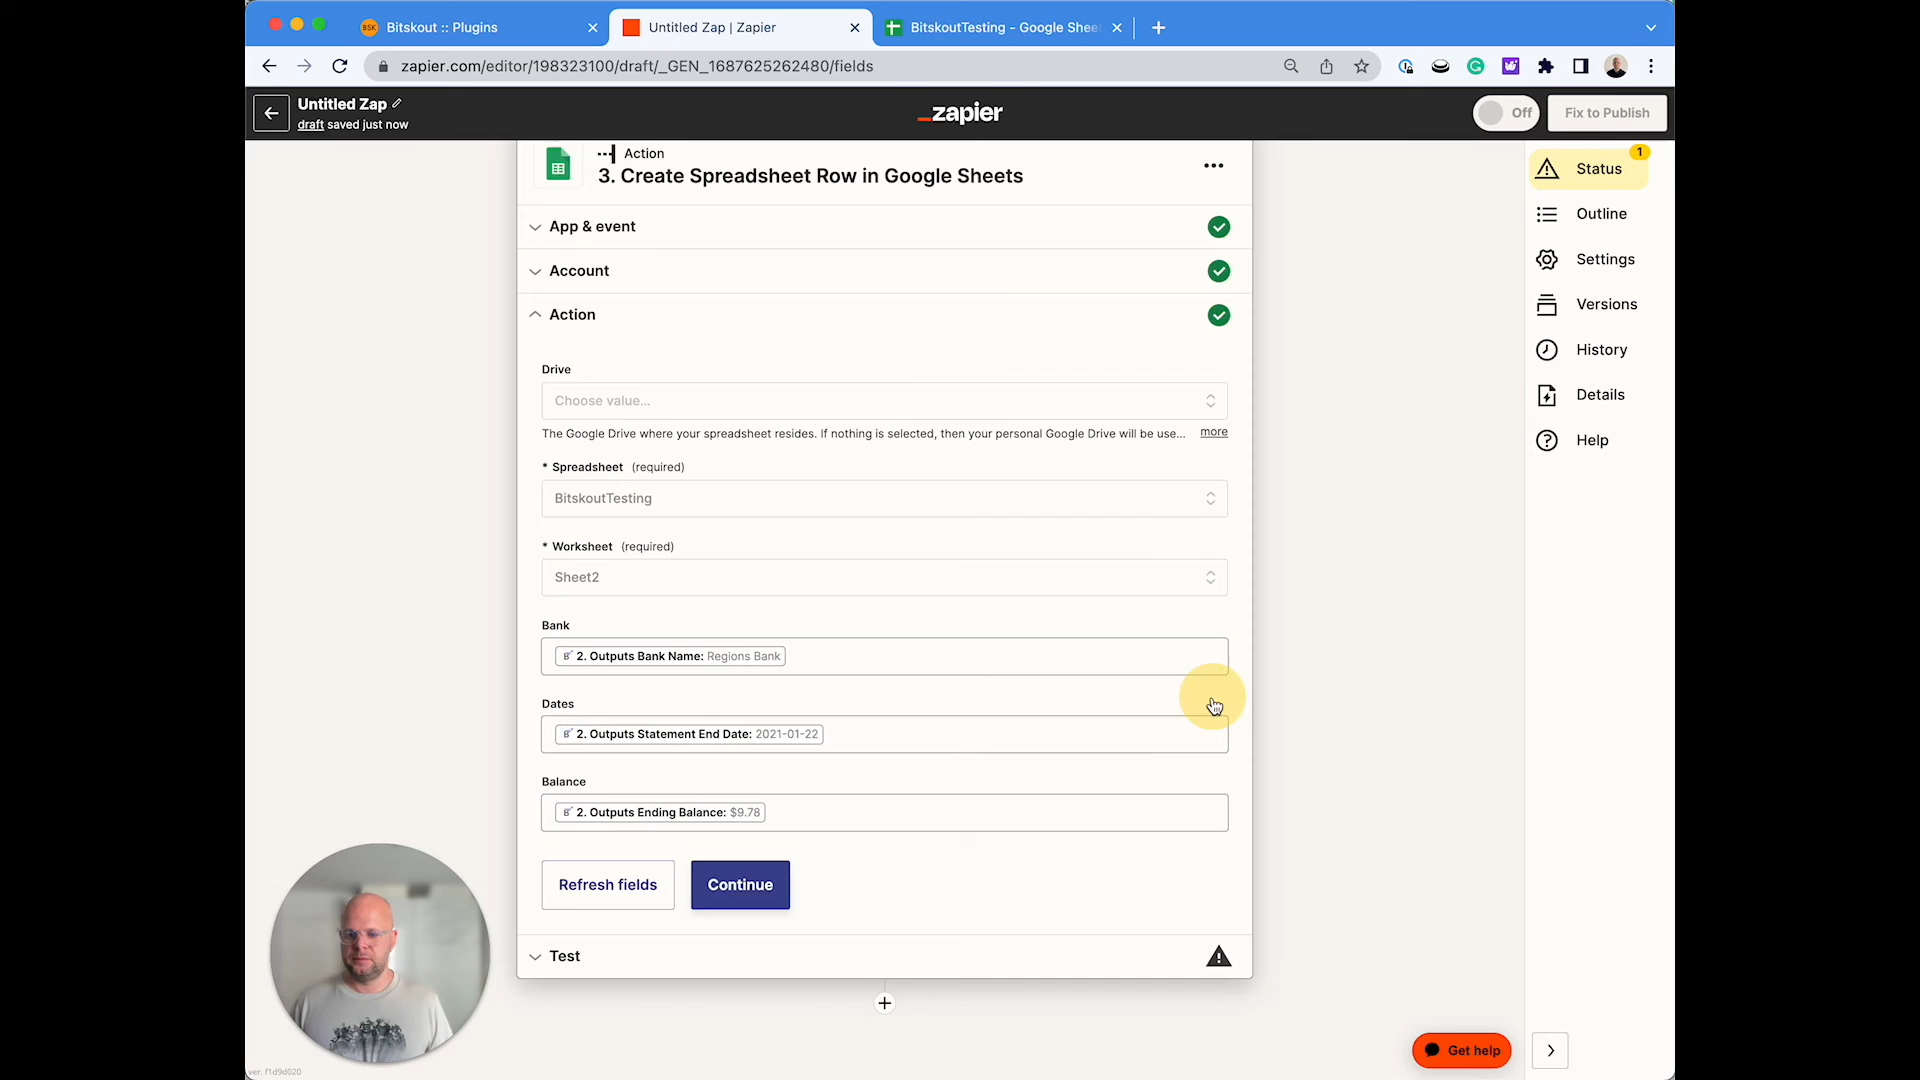 BSK Bitskout :: Plugins
Untitled Zap | Zapier
BitskoutTesting - Google Shee
zapier.com/editor/198323100/draft/_GEN_1687625262480/fields
Untitled Zap
draft saved just now
_zapier
Off
Fix to Publish
Action
3. Create Spreadsheet Row in Google Sheets
App & event
Account
Action
Drive
Choose value...
The Google Drive where your spreadsheet resides. If nothing is selected, then your personal Google Drive will be use... more
* Spreadsheet (required)
BitskoutTesting
* Worksheet (required)
Sheet2
Bank
2. Outputs Bank Name: Regions Bank
Dates
2. Outputs Statement End Date: 2021-01-22
Balance
2. Outputs Ending Balance: $9.78
Refresh fields
Continue
Test
1
Status
Outline
Settings
Versions
History
Details
Help
Get help
ver. f1d9d020